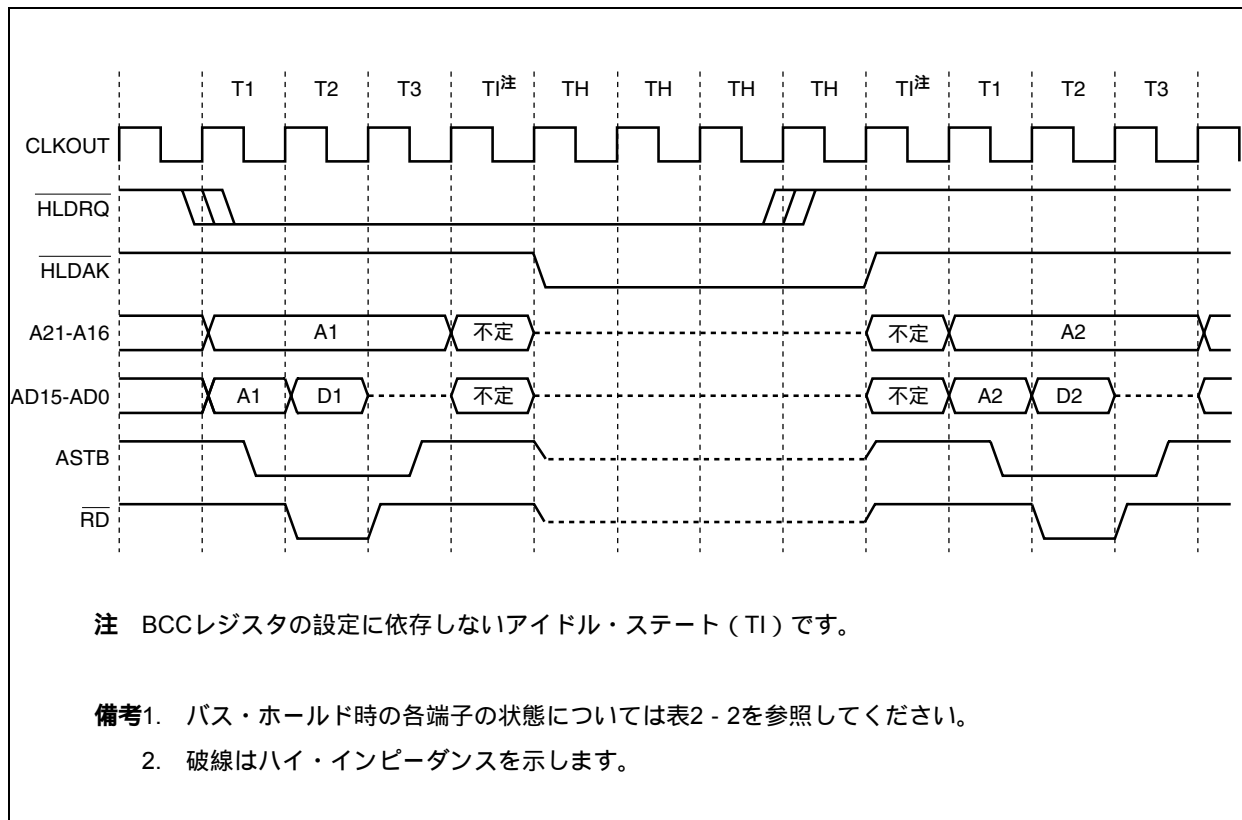 T1 T2 T3 TI注 TH TH TH TH TI注 T1 T2 T3
CLKOUT
HLDRQ
HLDAK
A21-A16 A1 不定 不定 A2
AD15-AD0 A1 D1 不定 不定 A2 D2
ASTB
RD
注 BCCレジスタの設定に依存しないアイドル・ステート（TI）です。
備考1. バス・ホールド時の各端子の状態については表2-2を参照してください。
2. 破線はハイ・インピーダンスを示します。